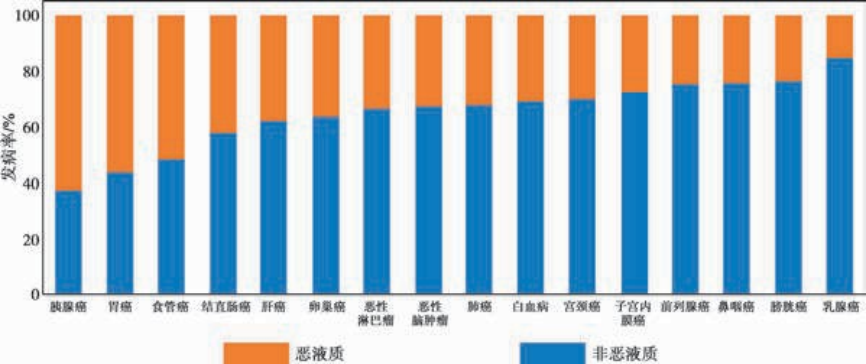 100
80
60
40
20
0
发病率/%
胰腺癌 胃癌 食管癌 结直肠癌 肝癌 卵巢癌 恶性 恶性 肺癌 白血病 宫颈癌 子宫内 前列腺癌 鼻咽癌 膀胱癌 乳腺癌
淋巴瘤 脑肿瘤 膜癌
恶液质 非恶液质